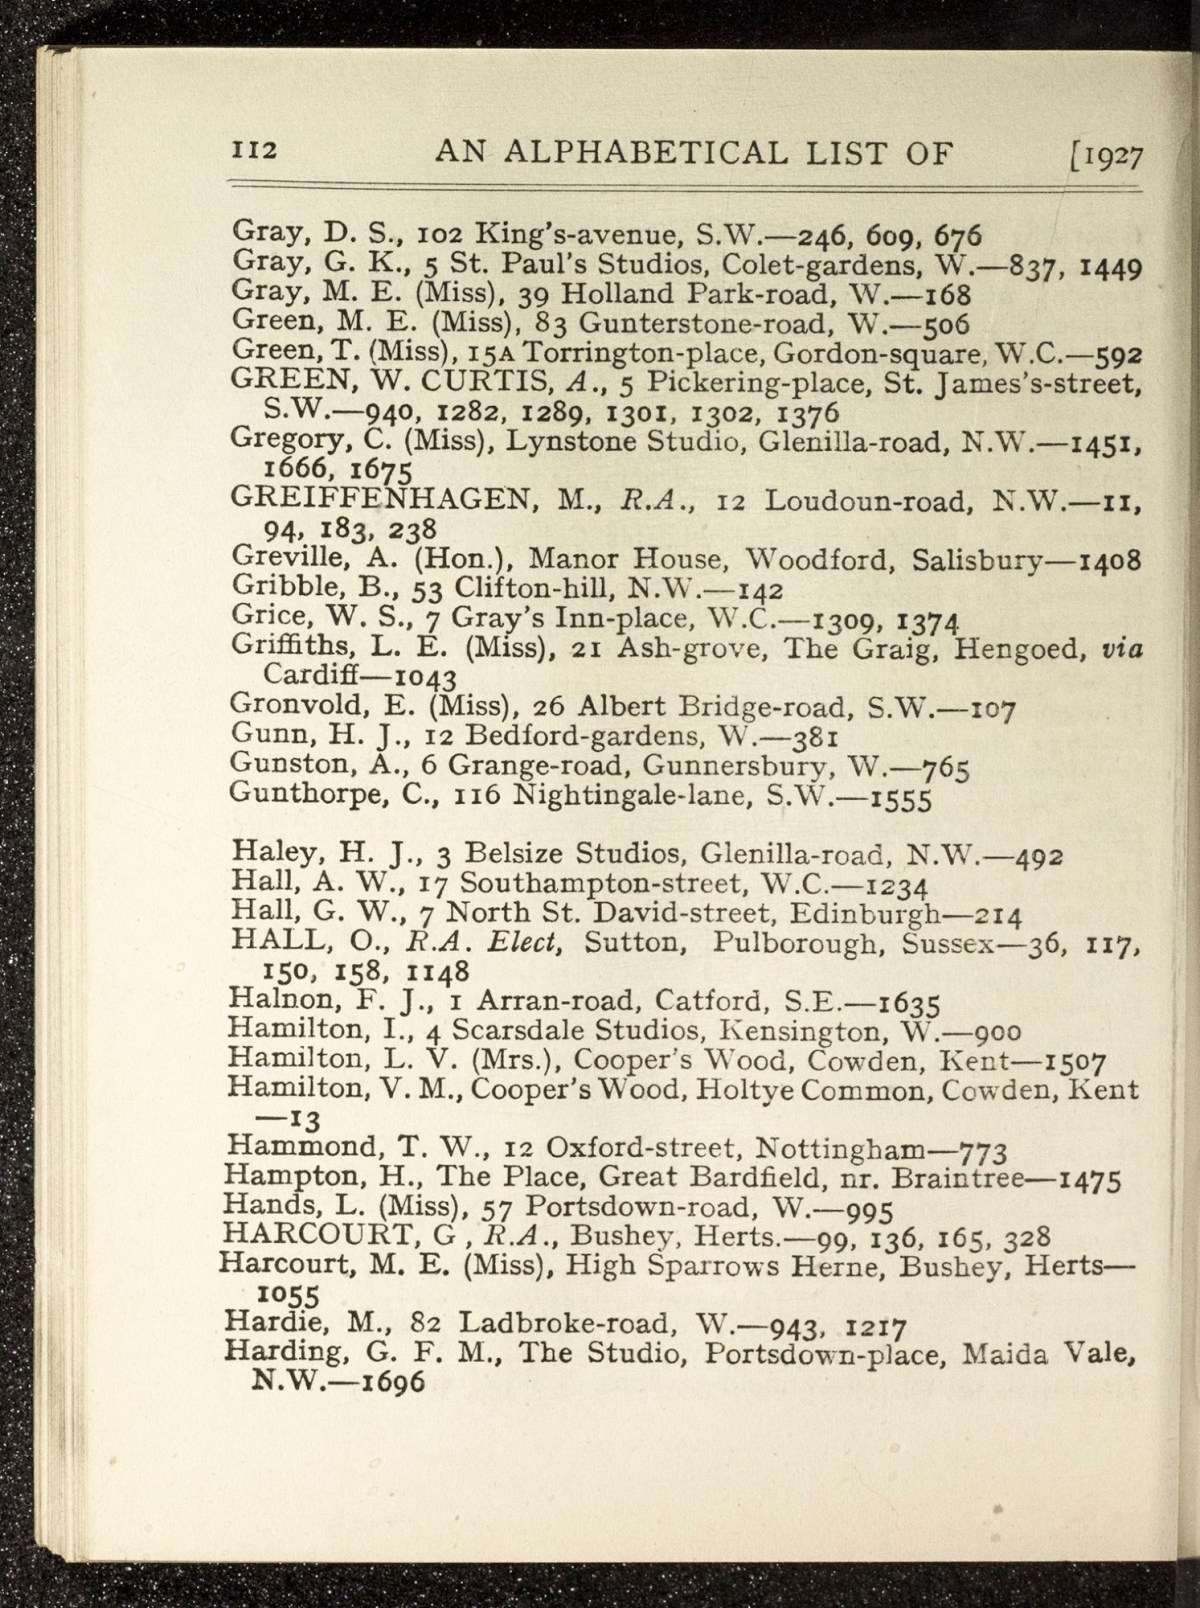 112 AN ALPHABETICAL LIST OF [1927
Gray, D. S., 102 King's-avenue, S.W.—246, 609, 676
Gray, G. K., 5 St. Paul's Studios, Colet-gardens, W.—837, 1449
Gray, M. E. (Miss), 39 Holland Park-road, W.—168
Green, M. E. (Miss), 83 Gunterstone-road, W.—506
Green, T. (Miss), 15A Torrington-place, Gordon-square, W.C.—592
GREEN, W. CURTIS, A., 5 Pickering-place, St. James's-street,
S.W.—940, 1282, 1289, 1301, 1302, 1376
Gregory, C. (Miss), Lynstone Studio, Glenilla-road, N.W.—1451,
1666, 1675
GREIFFENHAGEN, M., R.A., 12 Loudoun-road, N.W.—11,
94, 183, 238
Greville, A. (Hon.), Manor House, Woodford, Salisbury—1408
Gribble, B., 53 Clifton-hill, N.W.—142
Grice, W. S., 7 Gray's Inn-place, W.C.—1309, 1374
Griffiths, L. E. (Miss), 21 Ash-grove, The Graig, Hengoed, via
Cardiff—1043
Gronvold, E. (Miss), 26 Albert Bridge-road, S.W.—107
Gunn, H. J., 12 Bedford-gardens, W.—381
Gunston, A., 6 Grange-road, Gunnersbury, W.—765
Gunthorpe, C., 116 Nightingale-lane, S.W.—1555
Haley, H. J., 3 Belsize Studios, Glenilla-road, N.W.—492
Hall, A. W., 17 Southampton-street, W.C.—1234
Hall, G. W., 7 North St. David-street, Edinburgh—214
HALL, O., R.A. Elect, Sutton, Pulborough, Sussex—36, 117,
150, 158, 1148
Halnon, F. J., 1 Arran-road, Catford, S.E.—1635
Hamilton, I., 4 Scarsdale Studios, Kensington, W.—900
Hamilton, L. V. (Mrs.), Cooper's Wood, Cowden, Kent—1507
Hamilton, V. M., Cooper's Wood, Holtye Common, Cowden, Kent
—13
Hammond, T. W., 12 Oxford-street, Nottingham—773
Hampton, H., The Place, Great Bardfield, nr. Braintree—1475
Hands, L. (Miss), 57 Portsdown-road, W.—995
HARCOURT, G , R.A., Bushey, Herts.—99, 136, 165, 328
Harcourt, M. E. (Miss), High Sparrows Herne, Bushey, Herts—
1055
Hardie, M., 82 Ladbroke-road, W.—943, 1217
Harding, G. F. M., The Studio, Portsdown-place, Maida Vale,
N.W.—1696